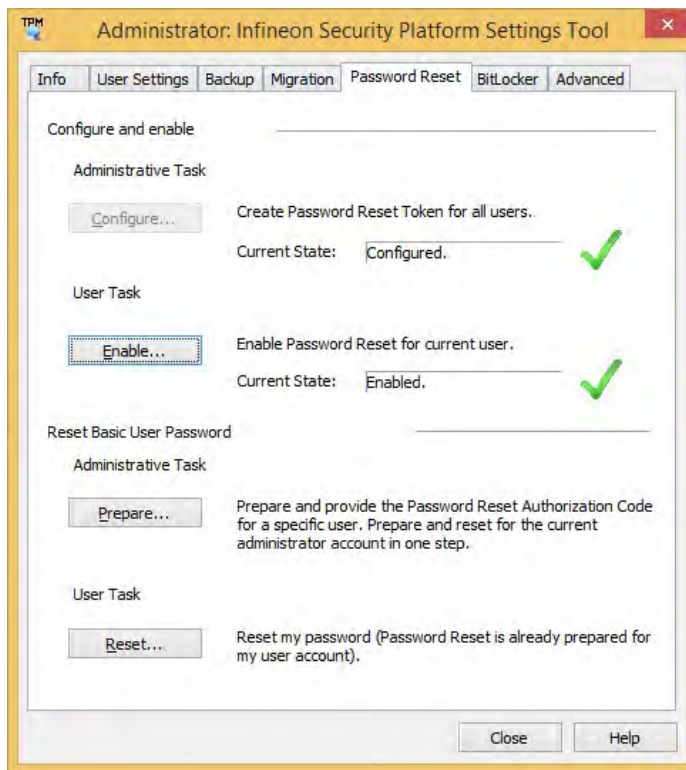 TPM
Administrator: Infineon Security Platform Settings Tool
x
Info User Settings Backup Migration Password Reset BitLocker Advanced
Configure and enable
Administrative Task
Configure...
Create Password Reset Token for all users.
Current State: Configured.
User Task
Enable...
Enable Password Reset for current user.
Current State: Enabled.
Reset Basic User Password
Administrative Task
Prepare...
Prepare and provide the Password Reset Authorization Code
for a specific user. Prepare and reset for the current
administrator account in one step.
User Task
Reset...
Reset my password (Password Reset is already prepared for
my user account).
Close Help